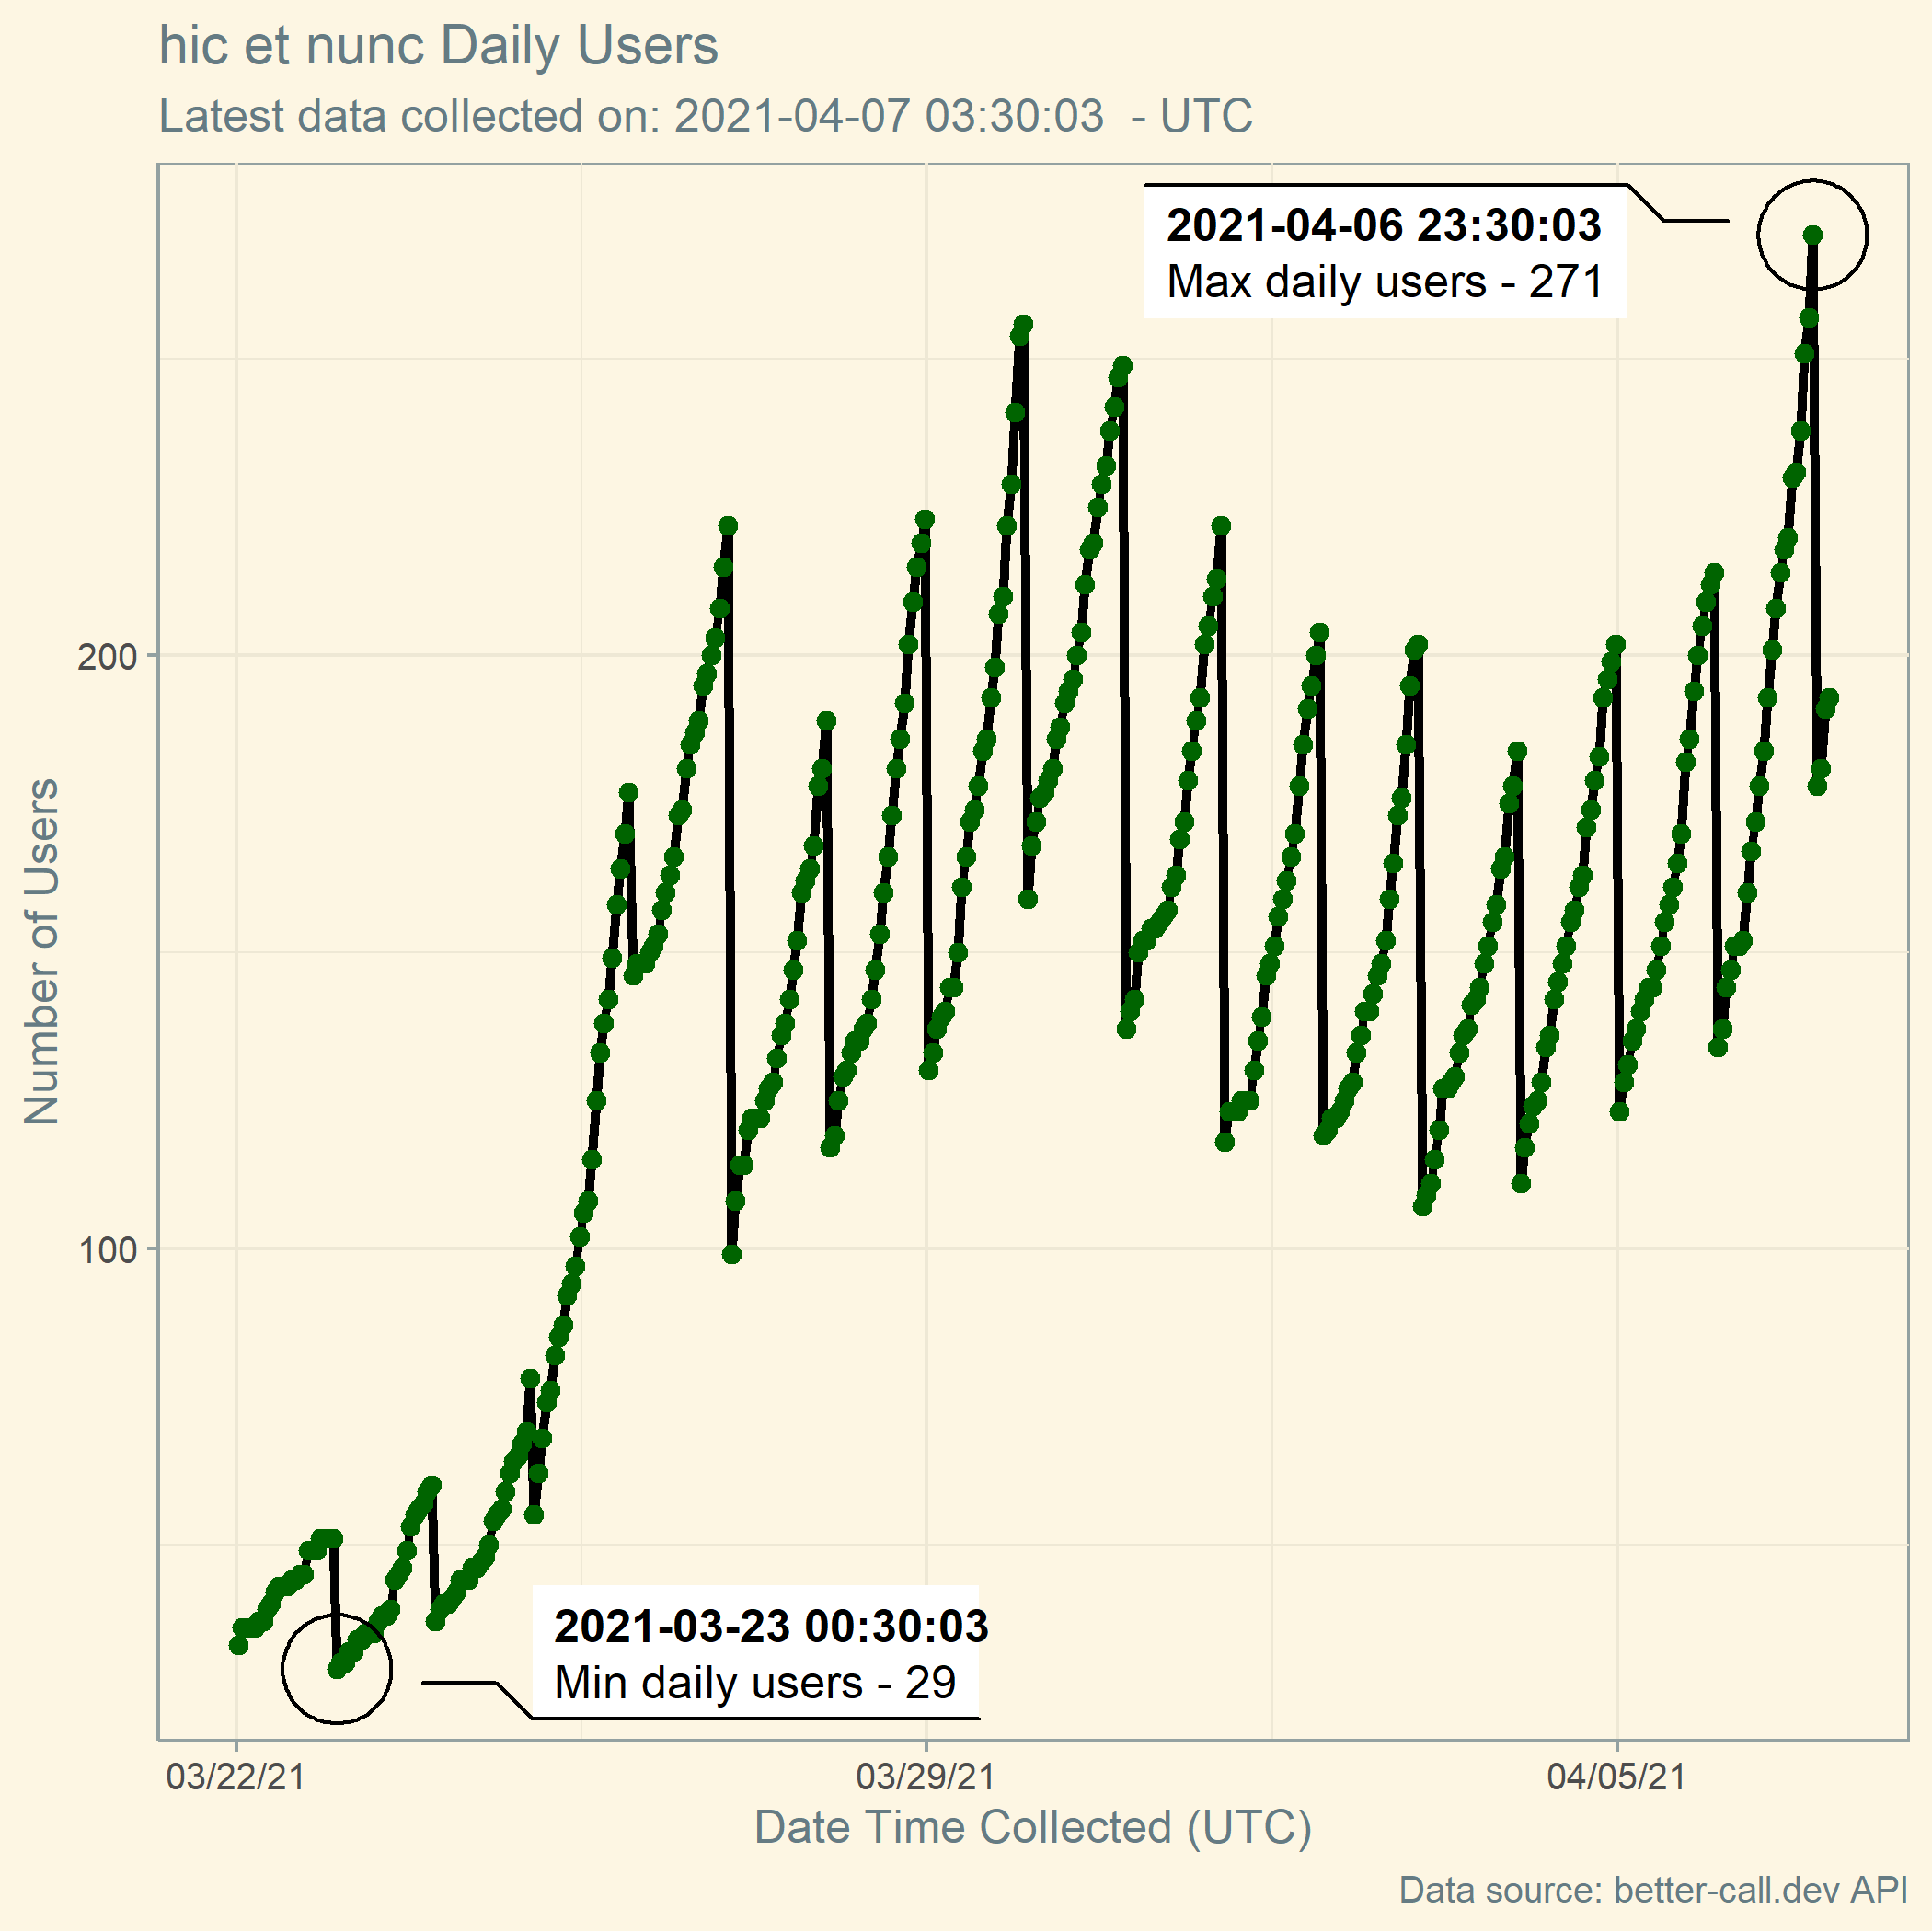 hic et nunc Daily Users
Latest data collected on: 2021-04-07 03:30:03  - UTC
2021-04-06 23:30:03
Max daily users - 271
200
Number of Users
100
2021-03-23 00:30:03
Min daily users - 29
03/22/21
03/29/21
04/05/21
Date Time Collected (UTC)
Data source: better-call.dev API